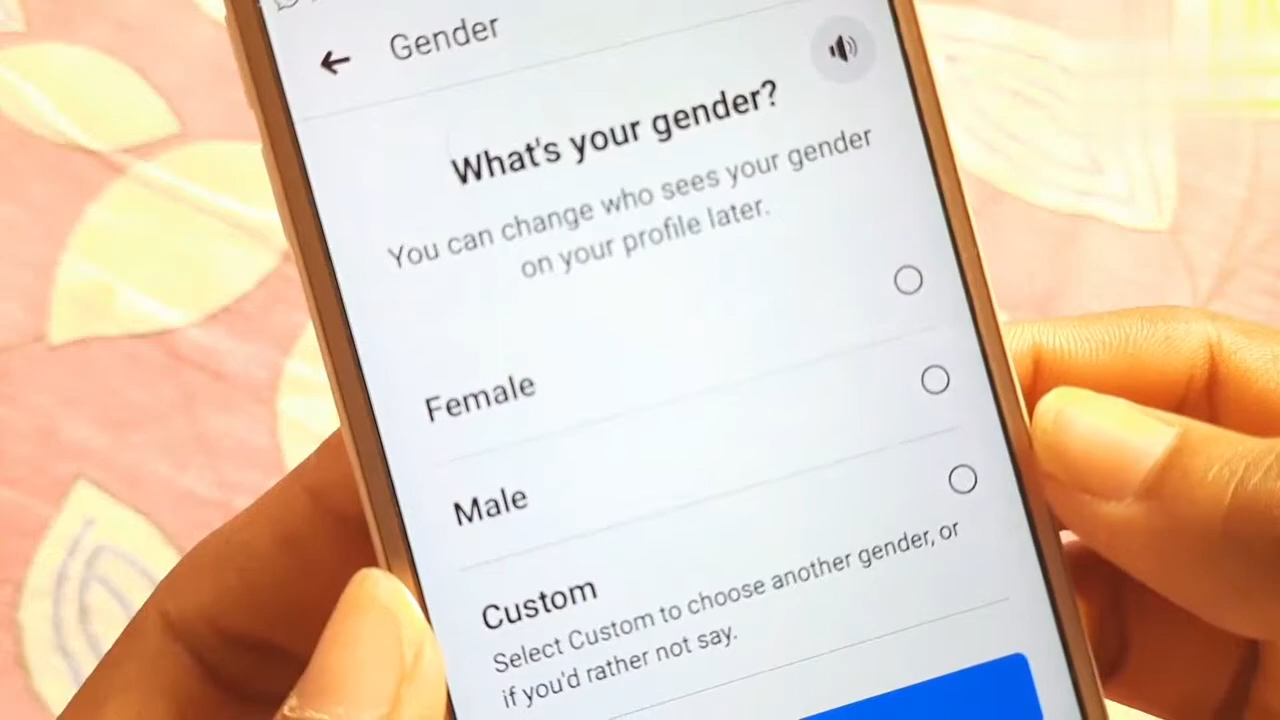 Gender
What's your gender?
You can change who sees your gender
on your profile later.
Female
Male
Custom
Select Custom to choose another gender, or
if you'd rather not say.